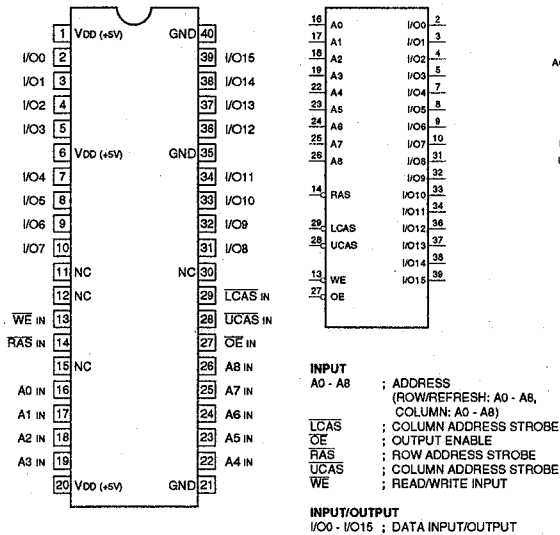 1 VDD (+5V) GND 40
I/O0 2 39 I/O15
I/O1 3 38 I/O14
I/O2 4 37 I/O13
I/O3 5 36 I/O12
6 VDD (+5V) GND 35
I/O4 7 34 I/O11
I/O5 8 33 I/O10
I/O6 9 32 I/O9
I/O7 10 31 I/O8
11 NC NC 30
12 NC 29 LCAS IN
WE IN 13 28 UCAS IN
RAS IN 14 27 OE IN
15 NC 26 A8 IN
A0 IN 16 25 A7 IN
A1 IN 17 24 A6 IN
A2 IN 18 23 A5 IN
A3 IN 19 22 A4 IN
20 VDD (+5V) GND 21
16 A0 I/O0 2
17 A1 I/O1 3
18 A2 I/O2 4
19 A3 I/O3 5
22 A4 I/O4 7
23 A5 I/O5 8
24 A6 I/O6 9
25 A7 I/O7 10
26 A8 I/O8 31
I/O9 32
14 RAS I/O10 33
I/O11 34
29 LCAS I/O12 36
28 UCAS I/O13 37
I/O14 38
13 WE I/O15 39
27 OE
INPUT
A0 - A8 ; ADDRESS
(ROW/REFRESH: A0 - A8,
COLUMN: A0 - A8)
LCAS ; COLUMN ADDRESS STROBE
OE ; OUTPUT ENABLE
RAS ; ROW ADDRESS STROBE
UCAS ; COLUMN ADDRESS STROBE
WE ; READ/WRITE INPUT
INPUT/OUTPUT
I/O0 - I/O15 ; DATA INPUT/OUTPUT